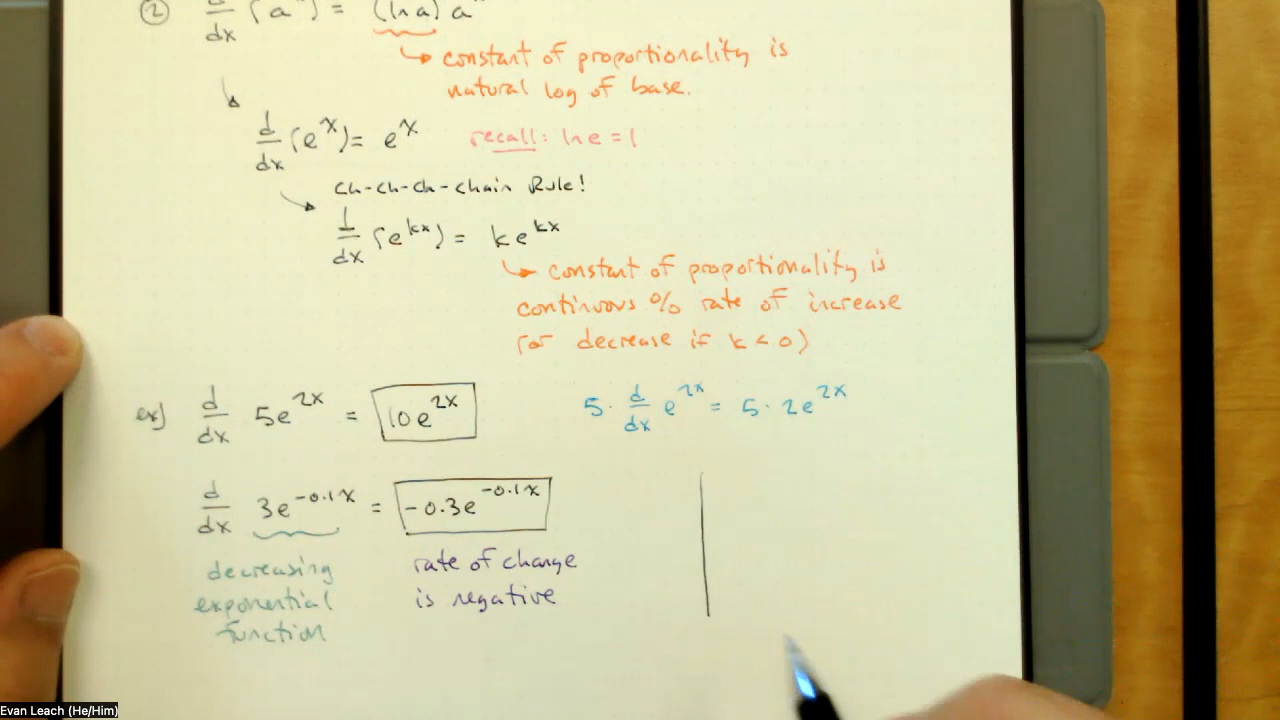 ② d/dx (a^x) = (ln a) a^x
↳ constant of proportionality is
natural log of base.
d/dx (e^x) = e^x recall: ln e = 1
Ch-Ch-Ch-Chain Rule!
d/dx (e^kx) = ke^kx
↳ constant of proportionality is
continuous % rate of increase
(or decrease if k < 0)
ex) d/dx 5e^2x = 10e^2x 5 · d/dx e^2x = 5 · 2e^2x
d/dx 3e^-0.1x = -0.3e^-0.1x
decreasing
exponential
function
rate of change
is negative
Evan Leach (He/Him)